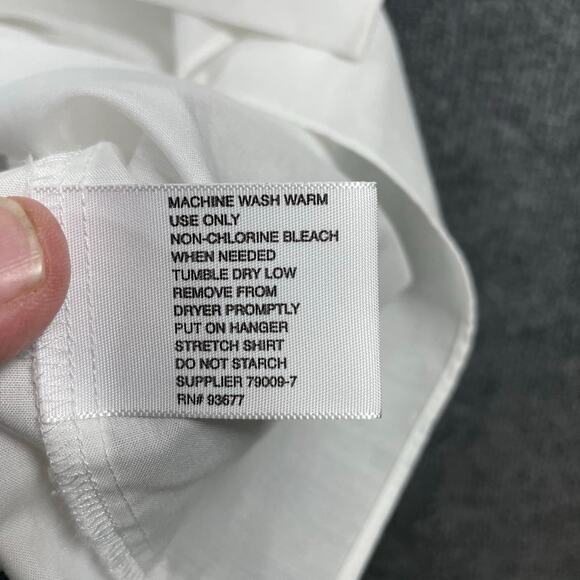 MACHINE WASH WARM
USE ONLY
NON-CHLORINE BLEACH
WHEN NEEDED
TUMBLE DRY LOW
REMOVE FROM
DRYER PROMPTLY
PUT ON HANGER
STRETCH SHIRT
DO NOT STARCH
SUPPLIER 79009-7
RN# 93677